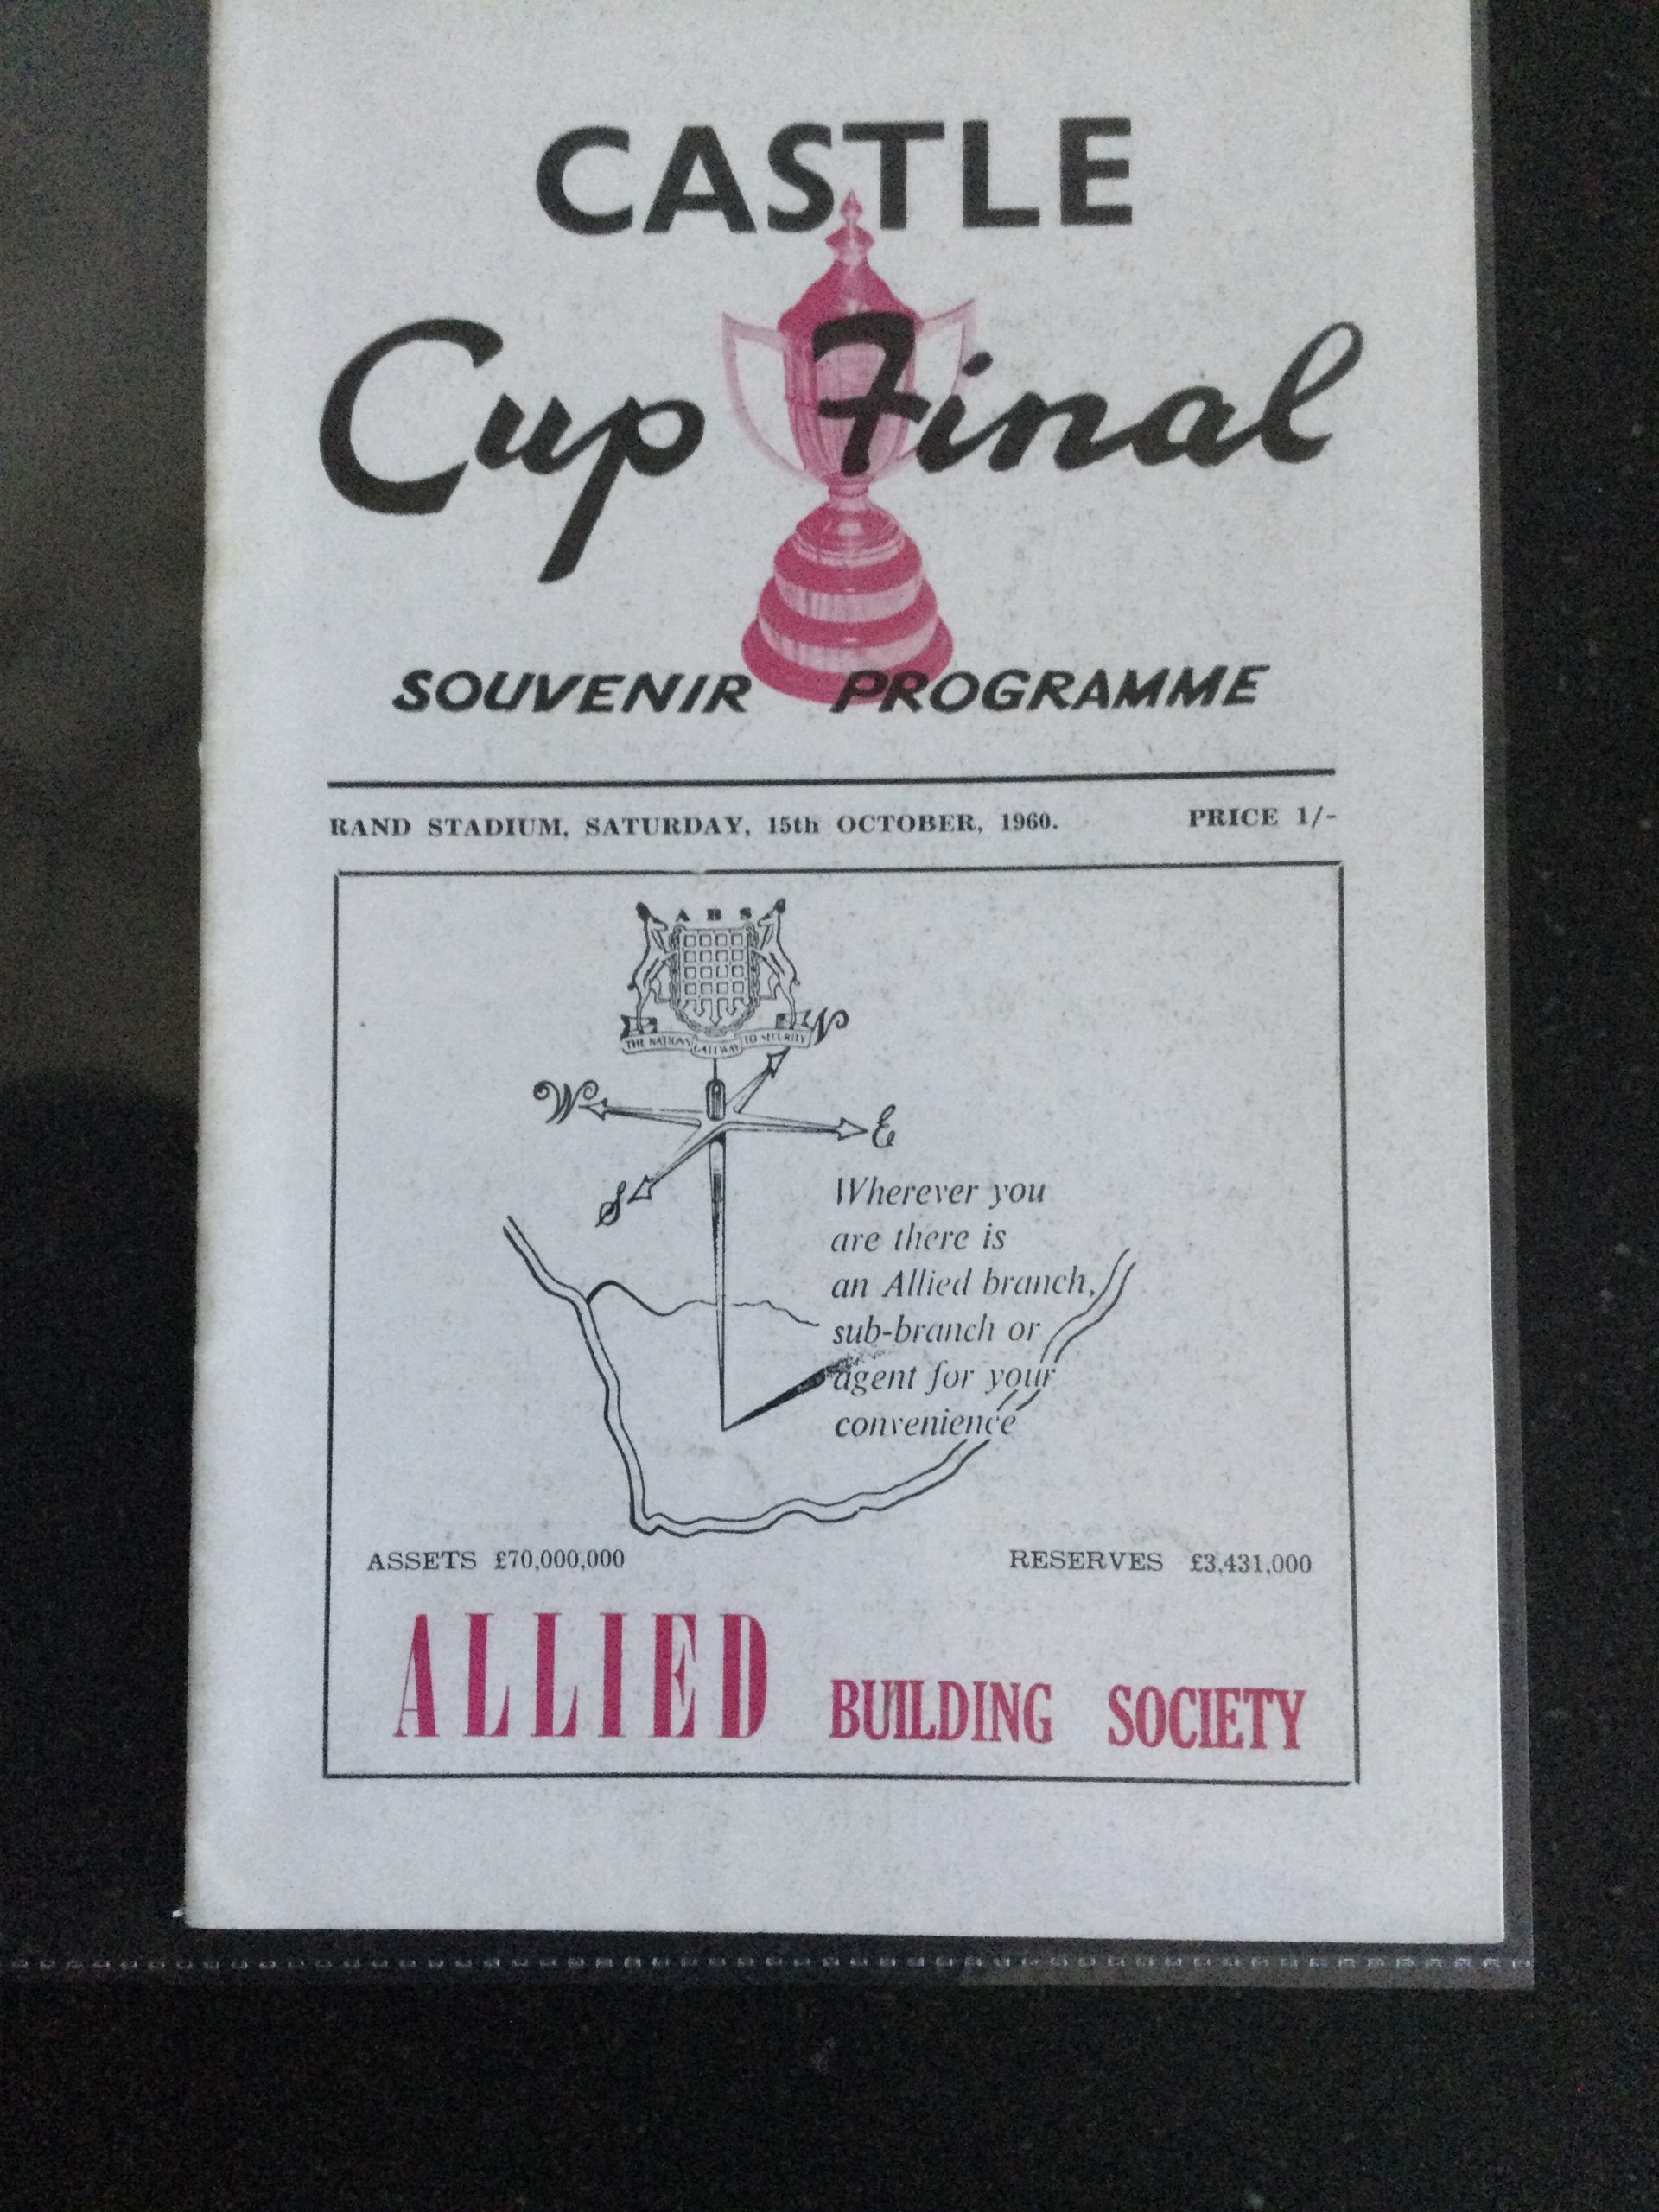 CASTLE
Cup Final
SOUVENIR PROGRAMME
RAND STADIUM, SATURDAY, 15th OCTOBER, 1960. PRICE 1/-
A B S
THE NATIONS GATEWAY TO SECURITY
N
W
E
S
Wherever you
are there is
an Allied branch,
sub-branch or
agent for your
convenience
ASSETS £70,000,000 RESERVES £3,431,000
ALLIED BUILDING SOCIETY